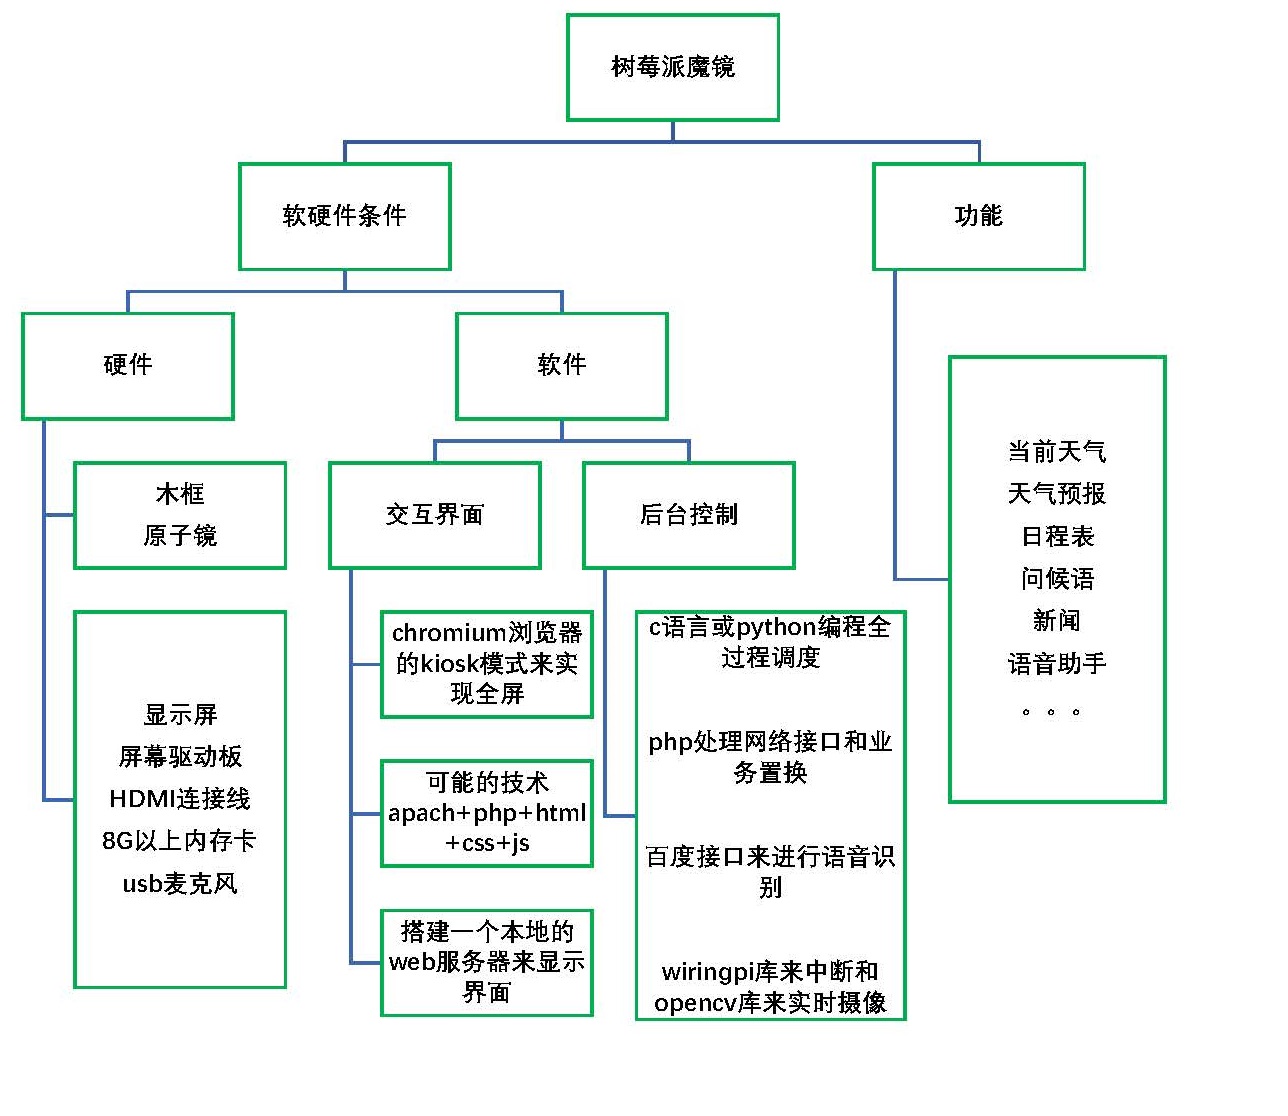 树莓派魔镜
软硬件条件
功能
硬件
软件
木框
原子镜
显示屏
屏幕驱动板
HDMI连接线
8G以上内存卡
usb麦克风
交互界面
chromium浏览器
的kiosk模式来实
现全屏
可能的技术
apach+php+html
+css+js
搭建一个本地的
web服务器来显示
界面
后台控制
c语言或python编程全
过程调度
php处理网络接口和业
务置换
百度接口来进行语音识
别
wiringpi库来中断和
opencv库来实时摄像
当前天气
天气预报
日程表
问候语
新闻
语音助手
。。。